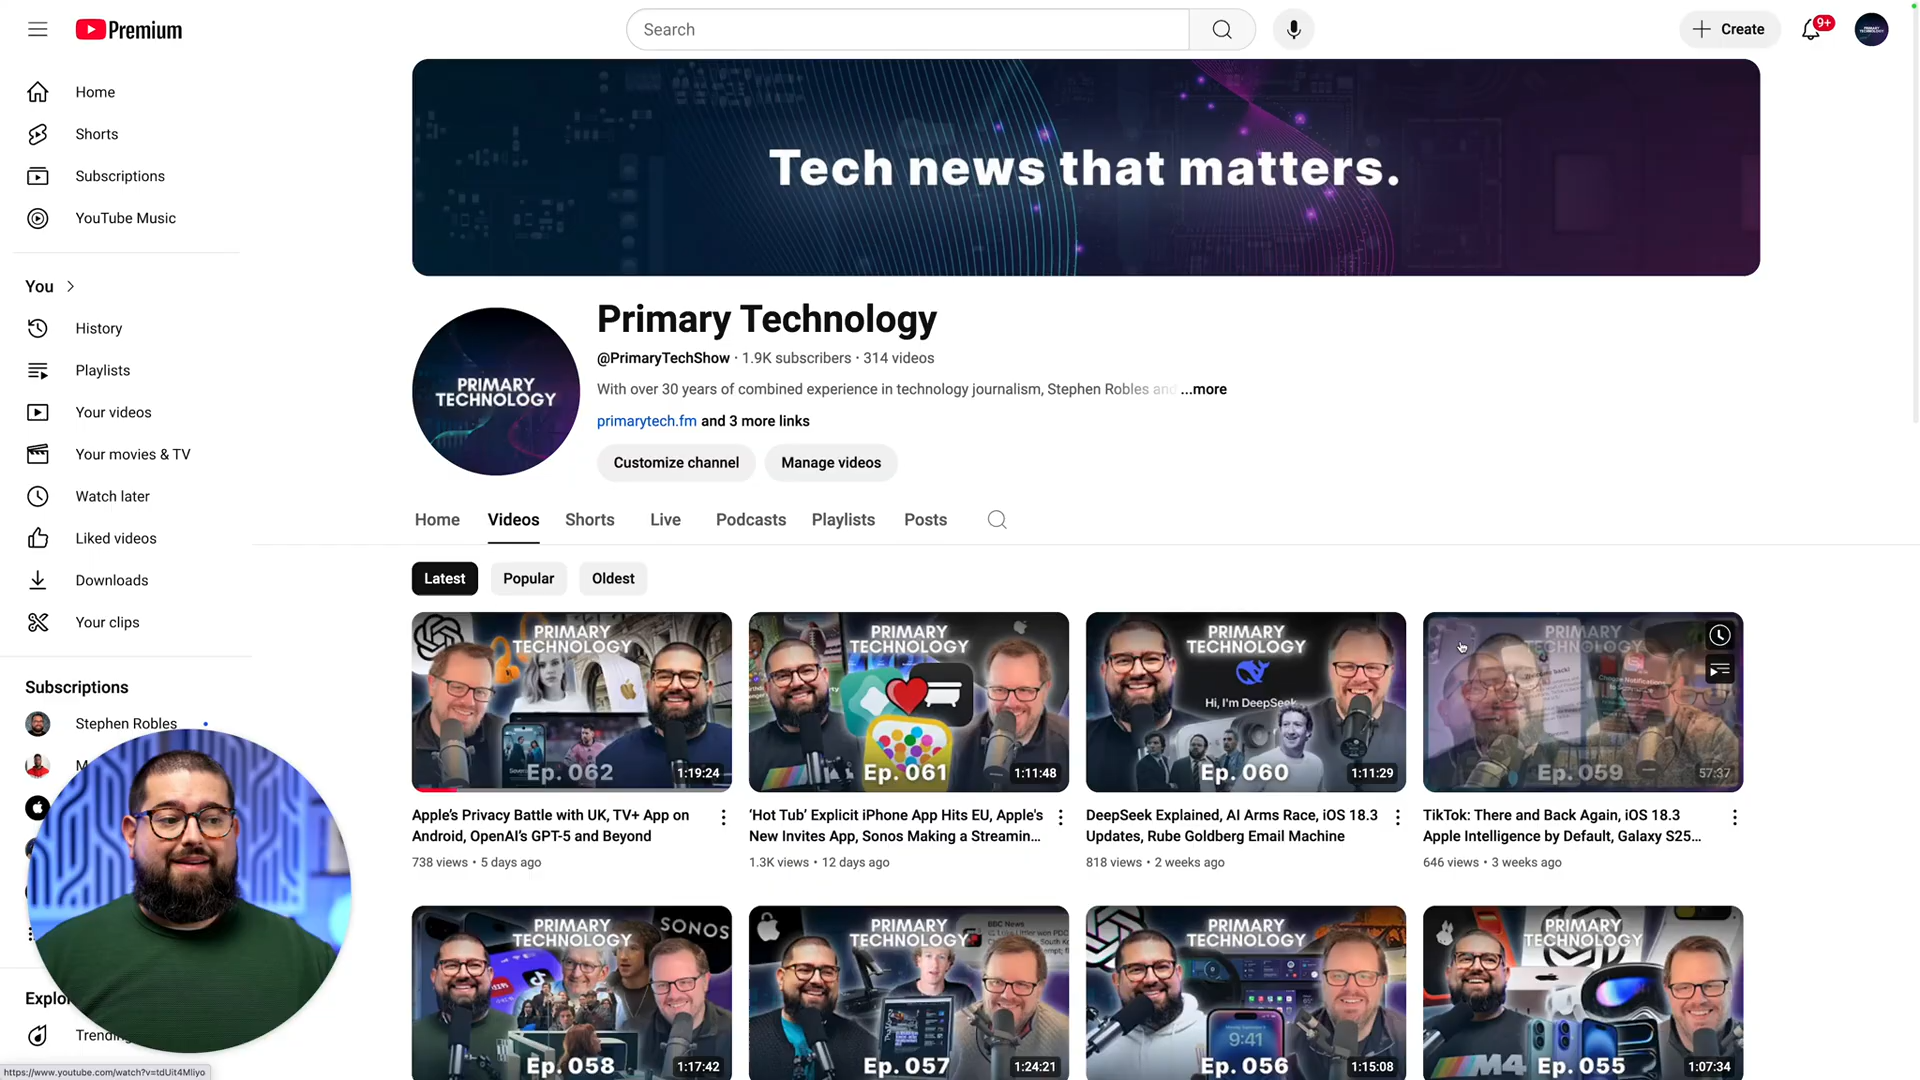 Premium
Search
Create
9+
Home
Shorts
Subscriptions
YouTube Music
You
History
Playlists
Your videos
Your movies & TV
Watch later
Liked videos
Downloads
Your clips
Subscriptions
Stephen Robles
Explo
Trending
https://www.youtube.com/watch?v=tdUit4MIiyo
Tech news that matters.
PRIMARY
TECHNOLOGY
Primary Technology
@PrimaryTechShow · 1.9K subscribers · 314 videos
With over 30 years of combined experience in technology journalism, Stephen Robles and ...more
primarytech.fm and 3 more links
Customize channel
Manage videos
Home
Videos
Shorts
Live
Podcasts
Playlists
Posts
Latest
Popular
Oldest
PRIMARY
TECHNOLOGY
Ep. 062
1:19:24
Apple's Privacy Battle with UK, TV+ App on
Android, OpenAI's GPT-5 and Beyond
738 views • 5 days ago
PRIMARY
TECHNOLOGY
Ep. 061
1:11:48
‘Hot Tub’ Explicit iPhone App Hits EU, Apple's
New Invites App, Sonos Making a Streamin...
1.3K views • 12 days ago
PRIMARY
TECHNOLOGY
Hi, I'm DeepSeek.
Ep. 060
1:11:29
DeepSeek Explained, AI Arms Race, iOS 18.3
Updates, Rube Goldberg Email Machine
818 views • 2 weeks ago
PRIMARY
TECHNOLOGY
Ep. 059
57:37
TikTok: There and Back Again, iOS 18.3
Apple Intelligence by Default, Galaxy S25...
646 views • 3 weeks ago
PRIMARY
TECHNOLOGY
SONOS
Ep. 058
1:17:42
PRIMARY
TECHNOLOGY
BBC News
Ep. 057
1:24:21
PRIMARY
TECHNOLOGY
9:41
Ep. 056
1:15:08
PRIMARY
TECHNOLOGY
M4
Ep. 055
1:07:34